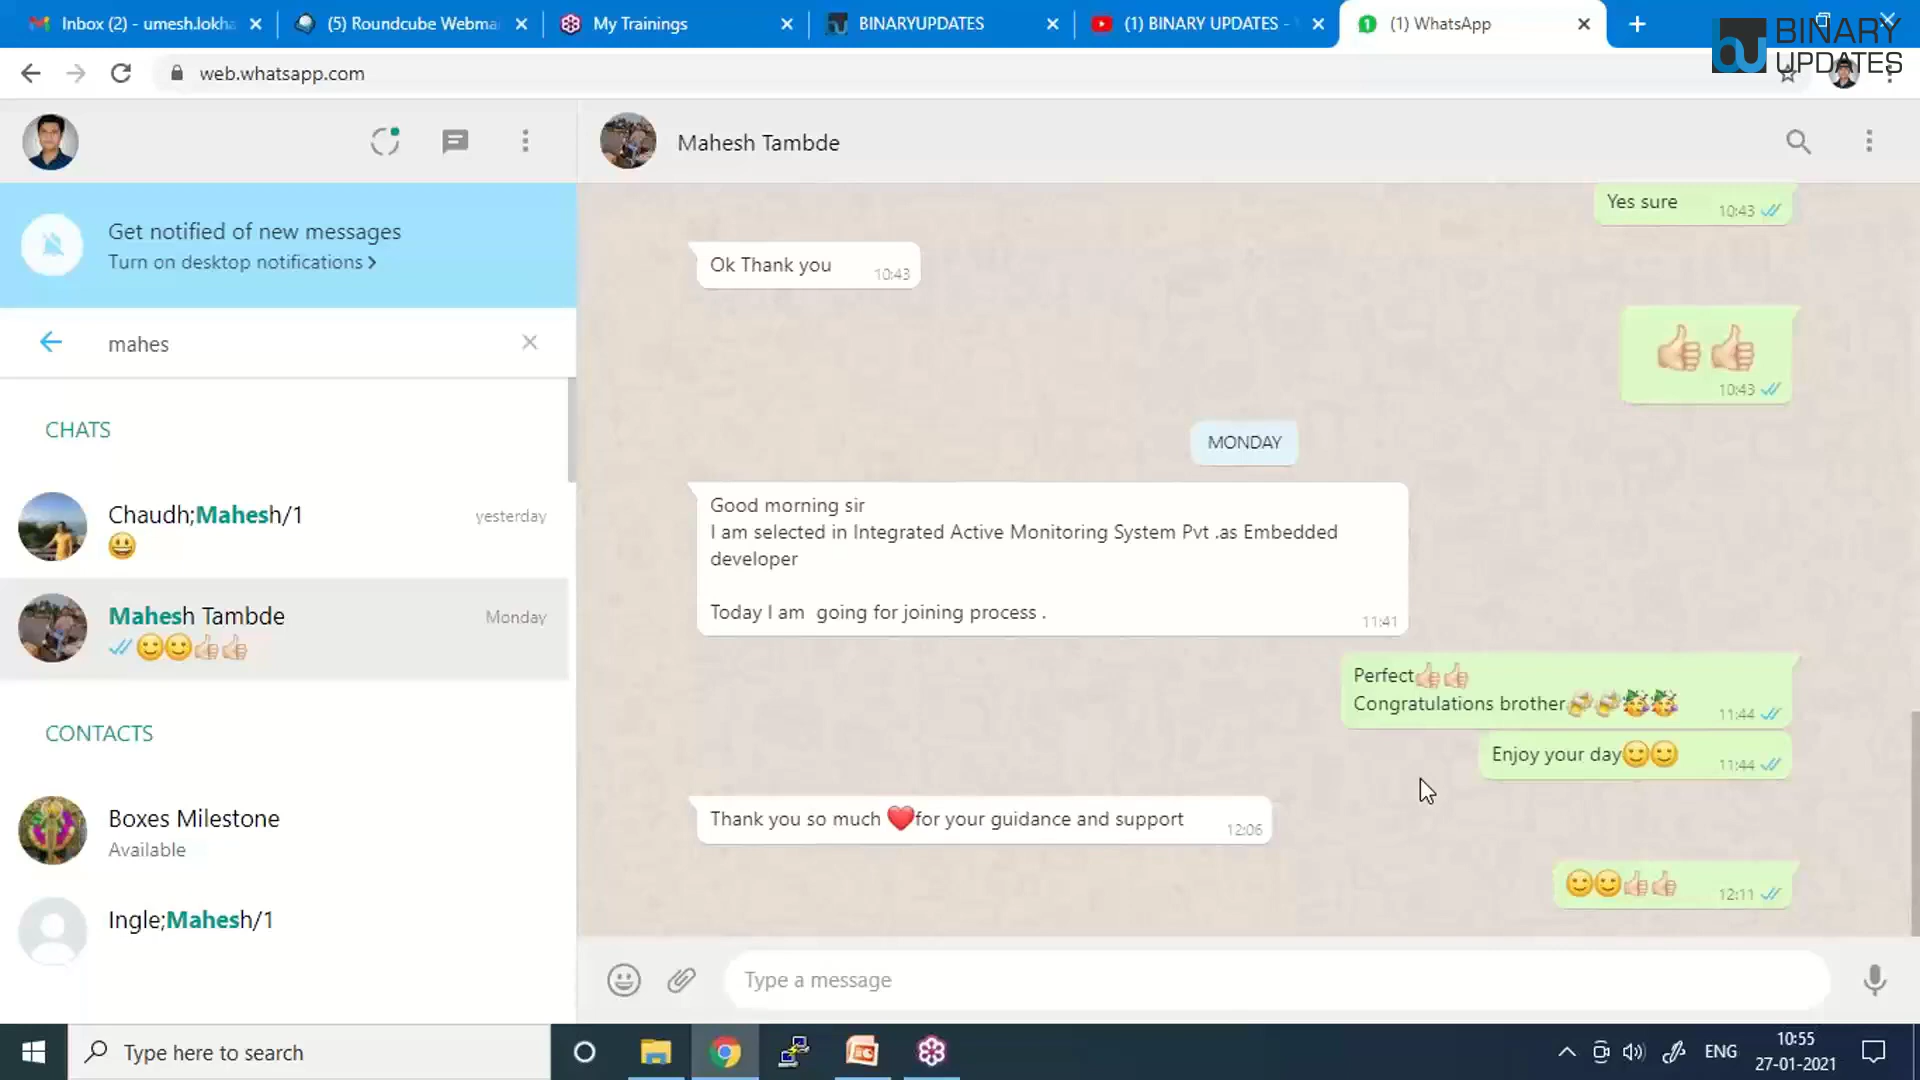 Inbox (2) - umesh.lokha
(5) Roundcube Webma
My Trainings
BINARYUPDATES
(1) BINARY UPDATES -
(1) WhatsApp
BINARY
UPDATES
web.whatsapp.com
Mahesh Tambde
Get notified of new messages
Turn on desktop notifications >
mahes
CHATS
Chaudh;Mahesh/1
yesterday
Mahesh Tambde
Monday
CONTACTS
Boxes Milestone
Available
Ingle;Mahesh/1
Yes sure
10:43
Ok Thank you
10:43
10:43
MONDAY
Good morning sir
I am selected in Integrated Active Monitoring System Pvt .as Embedded
developer
Today I am going for joining process .
11:41
Perfect👍🏻👍🏻
Congratulations brother🍻🍻🥳🥳
11:44
Enjoy your day🙂🙂
11:44
Thank you so much ❤️for your guidance and support
12:06
12:11
Type a message
Type here to search
ENG
10:55
27-01-2021